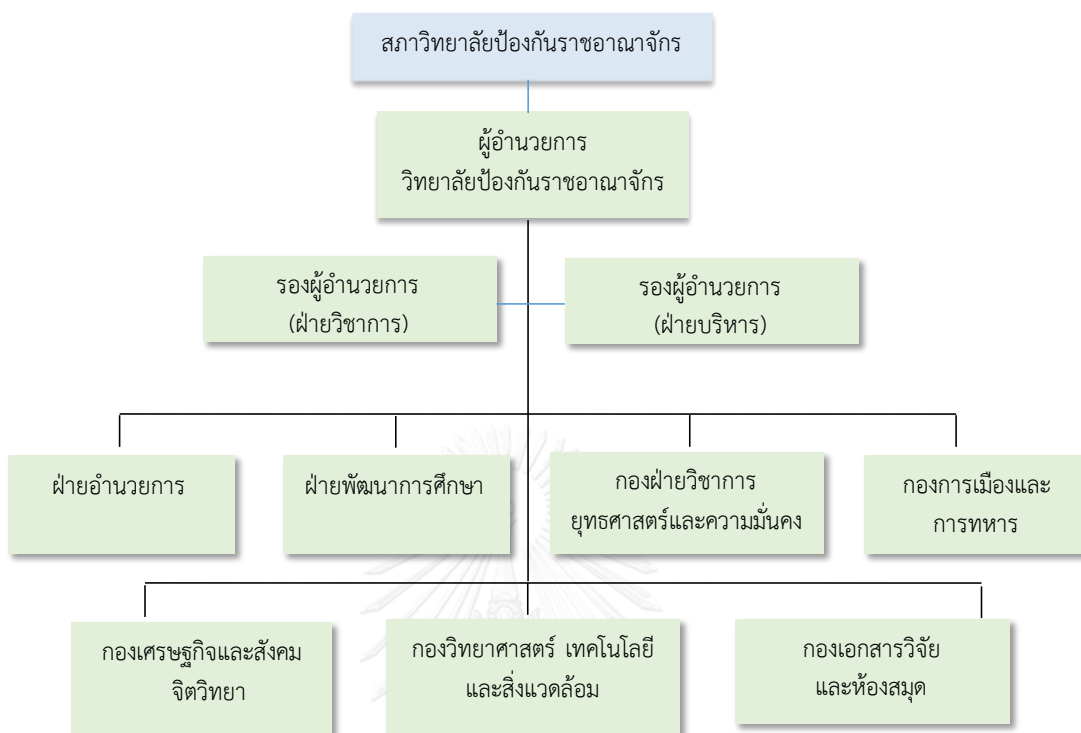 สภาวิทยาลัยป้องกันราชอาณาจักร
ผู้อำนวยการ
วิทยาลัยป้องกันราชอาณาจักร
รองผู้อำนวยการ
(ฝ่ายวิชาการ)
รองผู้อำนวยการ
(ฝ่ายบริหาร)
ฝ่ายอำนวยการ
ฝ่ายพัฒนาการศึกษา
กองฝ่ายวิชาการ
ยุทธศาสตร์และความมั่นคง
กองการเมืองและ
การทหาร
กองเศรษฐกิจและสังคม
จิตวิทยา
กองวิทยาศาสตร์ เทคโนโลยี
และสิ่งแวดล้อม
กองเอกสารวิจัย
และห้องสมุด